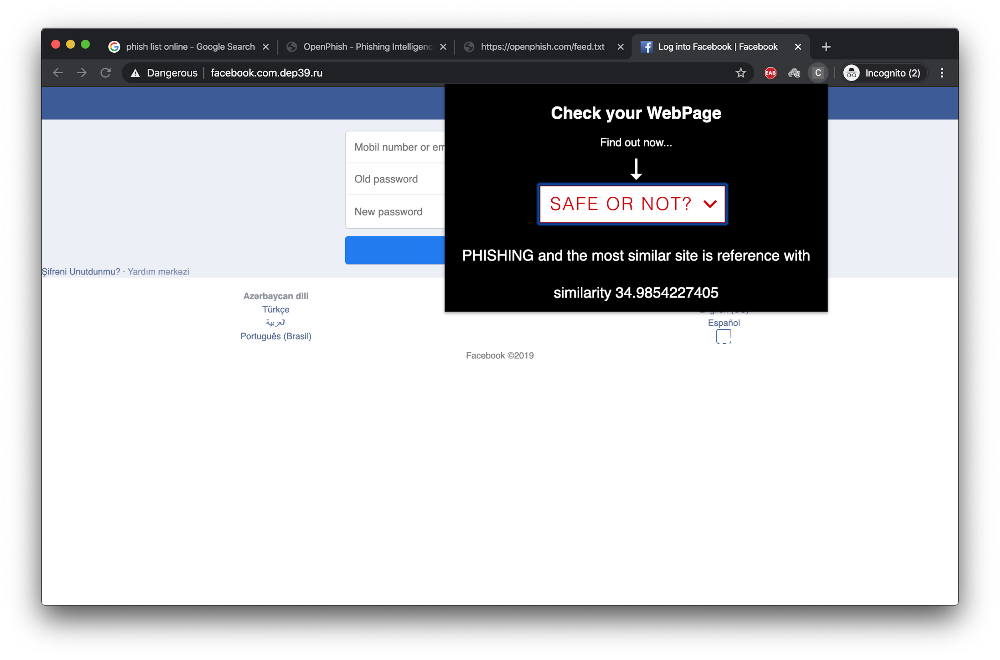 phish list online - Google Search
OpenPhish - Phishing Intelligenc
https://openphish.com/feed.txt
Log into Facebook | Facebook
Dangerous
facebook.com.dep39.ru
EAB
C
Incognito (2)
Check your WebPage
Find out now...
SAFE OR NOT?
PHISHING and the most similar site is reference with
similarity 34.9854227405
Mobil number or em
Old password
New password
Şifrəni Unutdunmu? · Yardım mərkəzi
Azərbaycan dili
Türkçe
العربية
Português (Brasil)
English (US)
Español
Facebook ©2019